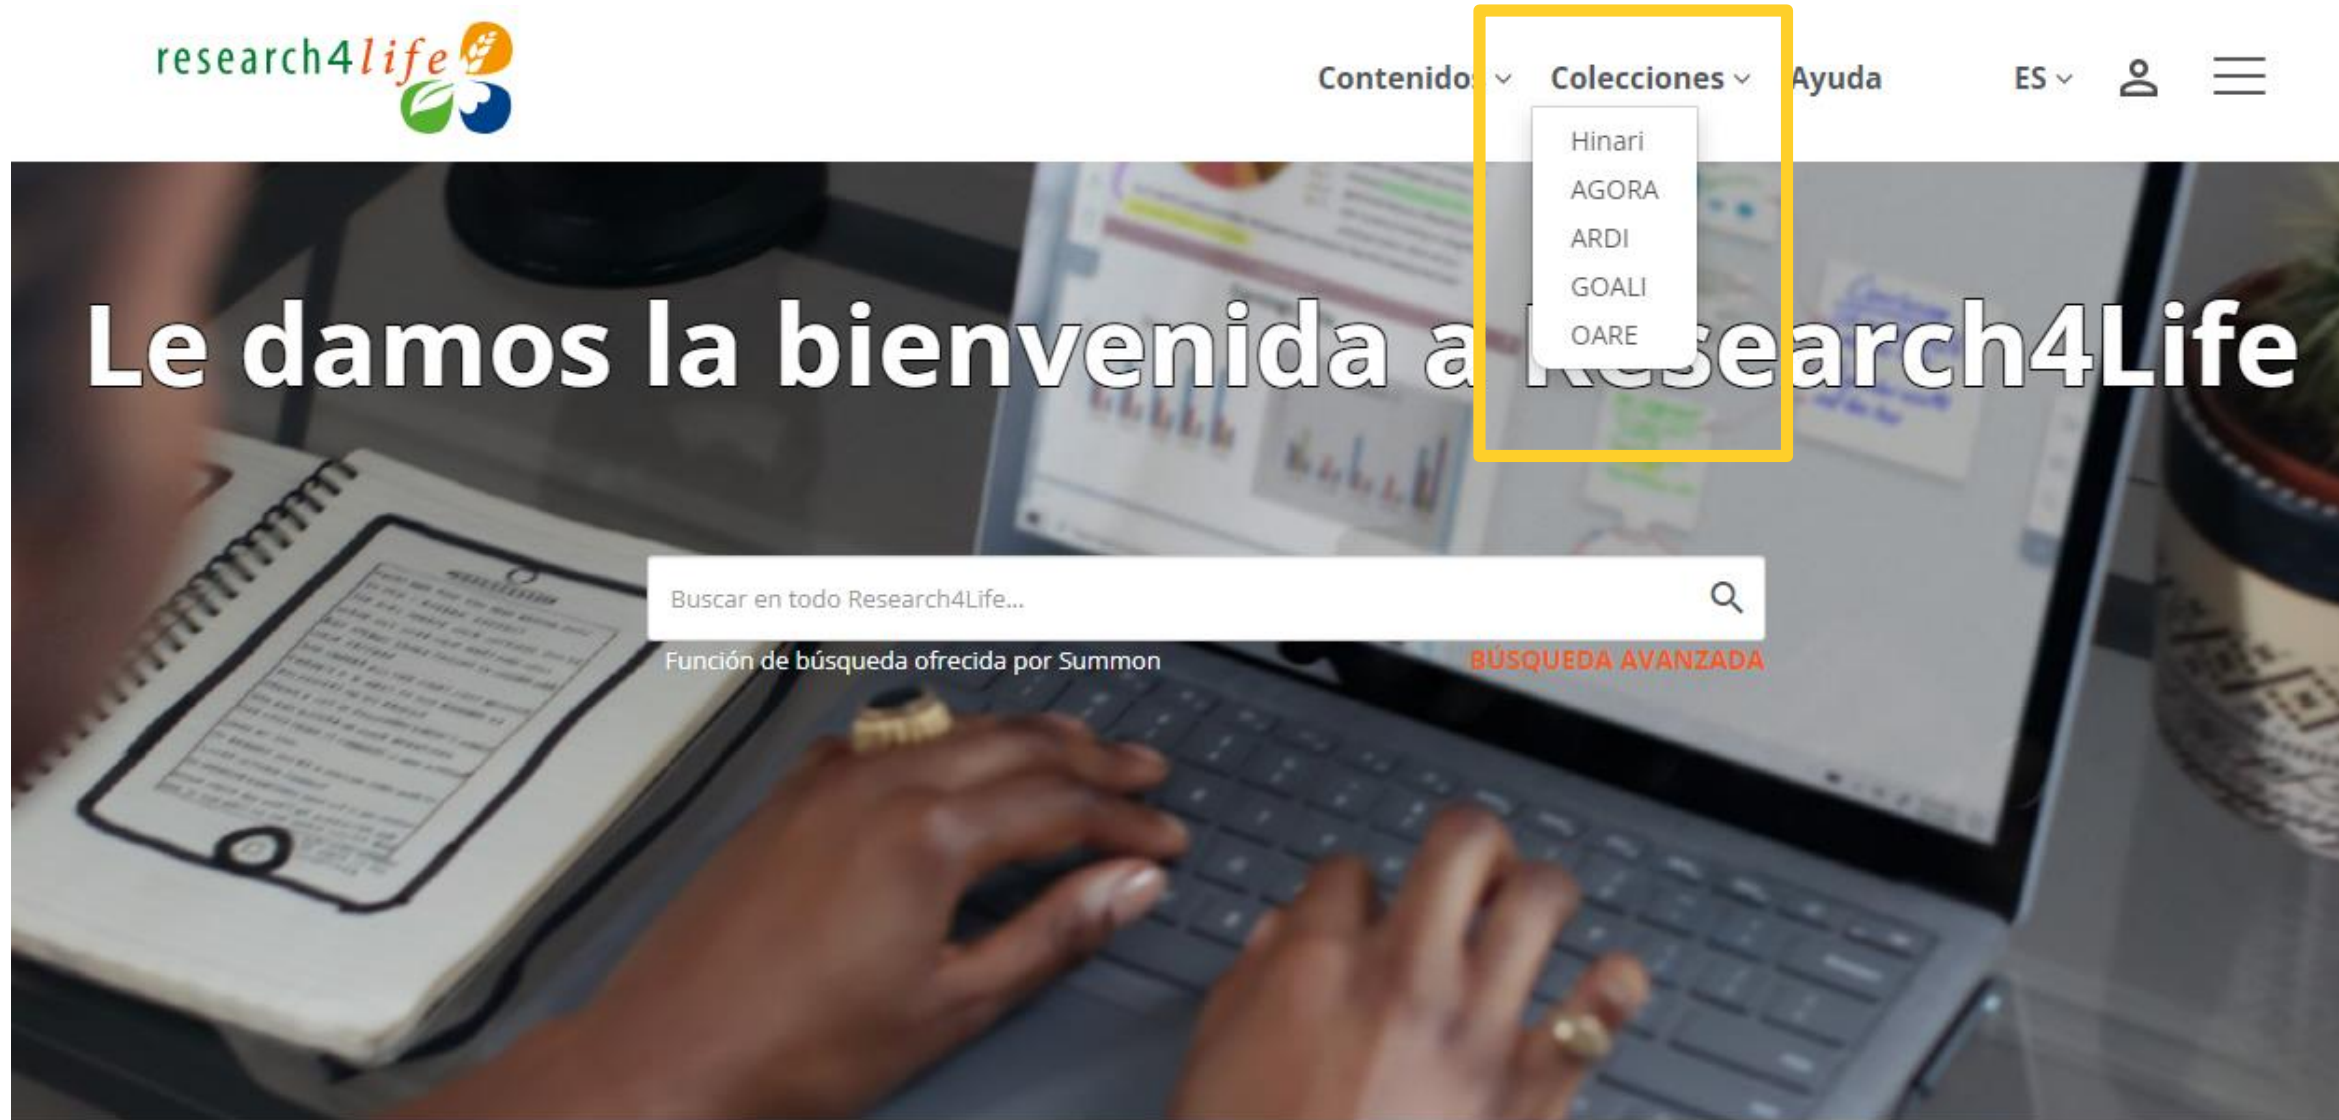 research4life
Contenidos Colecciones Ayuda ES
Hinari
AGORA
ARDI
GOALI
OARE
Le damos la bienvenida a Research4Life
Buscar en todo Research4Life...
Función de búsqueda ofrecida por Summon
BÚSQUEDA AVANZADA